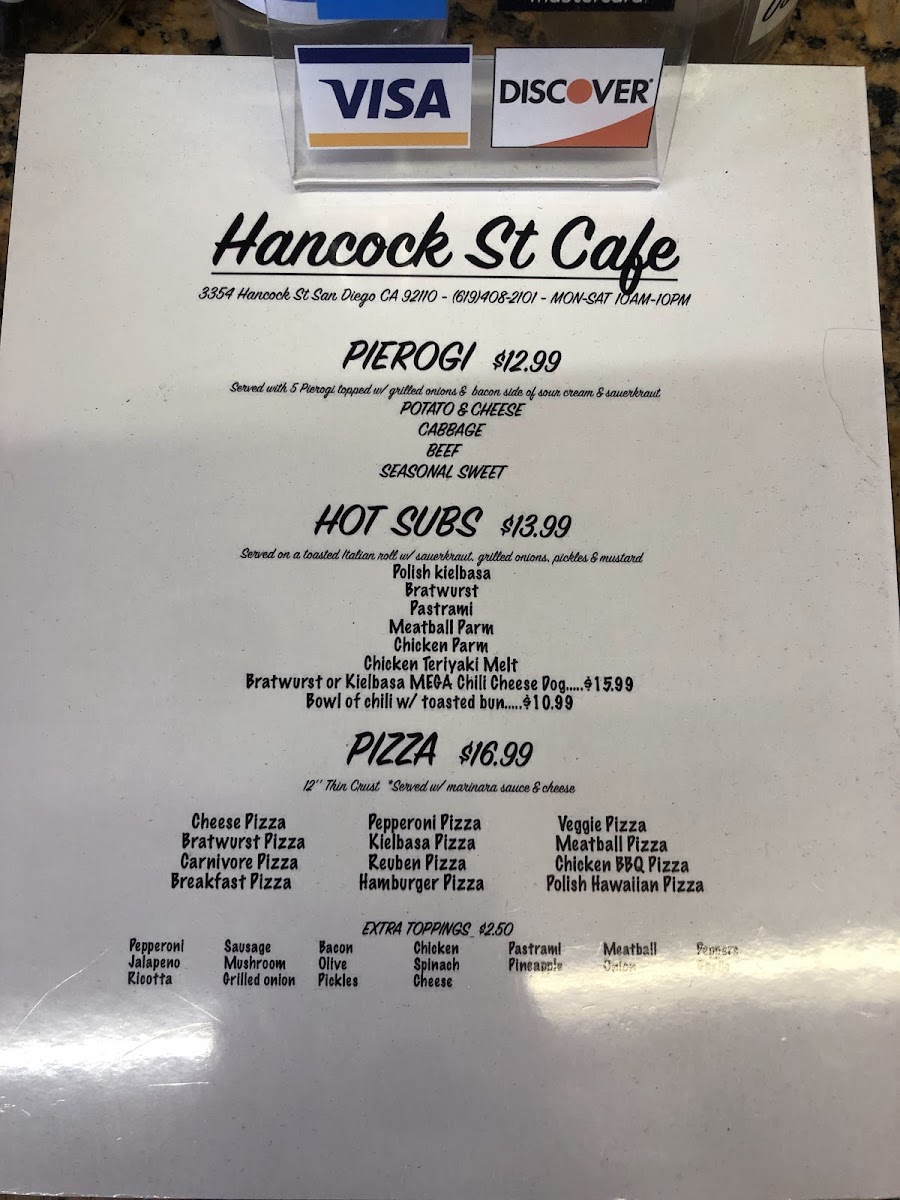 mastercard.
VISA
DISCOVER
Hancock St Cafe
3354 Hancock St San Diego CA 92110 - (619)408-2101 - MON-SAT 10AM-10PM
PIEROGI $12.99
Served with 5 Pierogi topped w/ grilled onions & bacon side of sour cream & sauerkraut
POTATO & CHEESE
CABBAGE
BEEF
SEASONAL SWEET
HOT SUBS $13.99
Served on a toasted Italian roll w/ sauerkraut, grilled onions, pickles & mustard
Polish kielbasa
Bratwurst
Pastrami
Meatball Parm
Chicken Parm
Chicken Teriyaki Melt
Bratwurst or Kielbasa MEGA Chili Cheese Dog.....$15.99
Bowl of chili w/ toasted bun.....$10.99
PIZZA $16.99
12'' Thin Crust *Served w/ marinara sauce & cheese
Cheese Pizza Pepperoni Pizza Veggie Pizza
Bratwurst Pizza Kielbasa Pizza Meatball Pizza
Carnivore Pizza Reuben Pizza Chicken BBQ Pizza
Breakfast Pizza Hamburger Pizza Polish Hawaiian Pizza
EXTRA TOPPINGS_ $2.50
Pepperoni Sausage Bacon Chicken Pastrami Meatball Peppers
Jalapeno Mushroom Olive Spinach Pineapple Onion
Ricotta Grilled onion Pickles Cheese